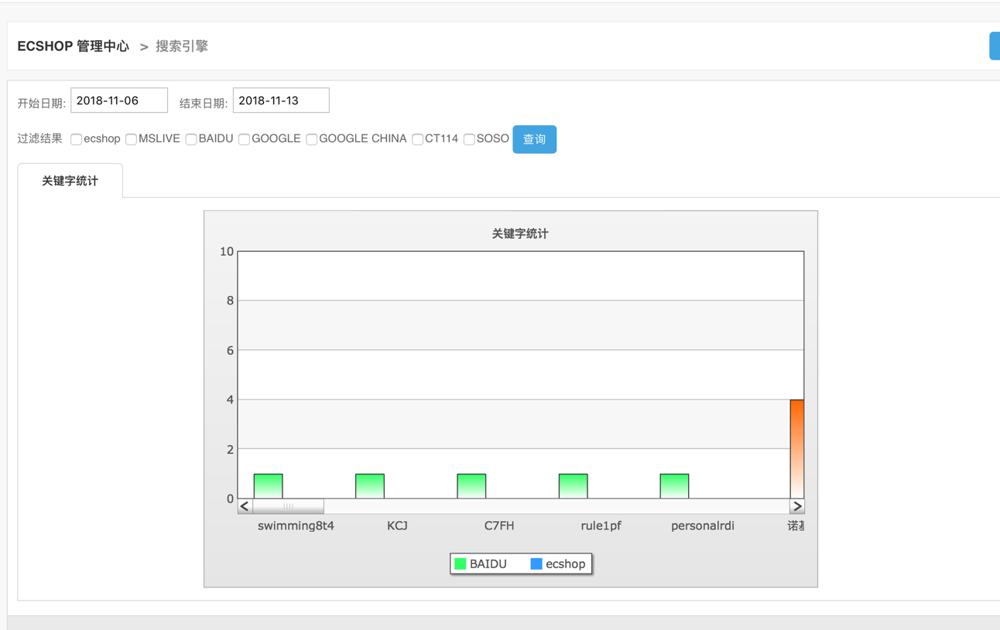 ECSHOP 管理中心 > 搜索引擎
开始日期: 2018-11-06 结束日期: 2018-11-13
过滤结果 ecshop MSLIVE BAIDU GOOGLE GOOGLE CHINA CT114 SOSO 查询
关键字统计
关键字统计
10
8
6
4
2
0
swimming8t4 KCJ C7FH rule1pf personalrdi 诺基
BAIDU ecshop